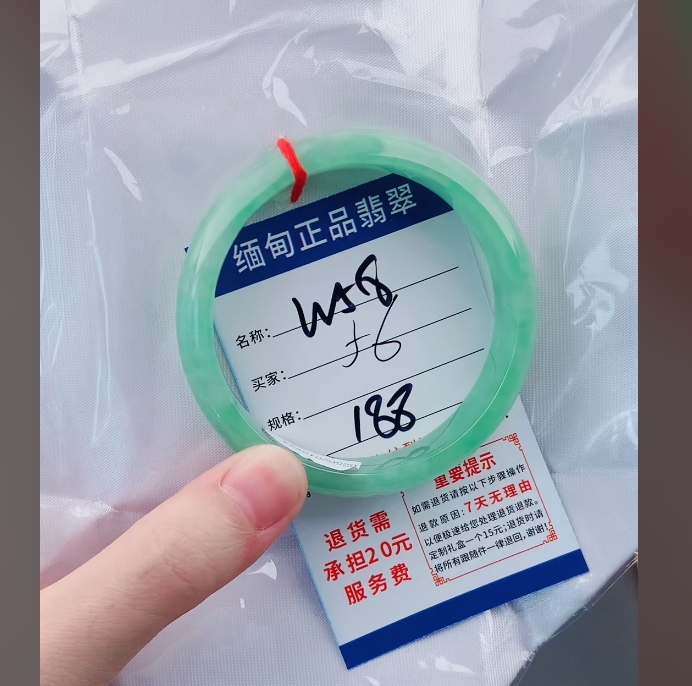 缅甸正品翡翠
名称: W58
买家: 
规格: 188
退货需
承担20元
服务费
重要提示
如需退货请按以下步骤操作
退款原因:7天无理由
以便极速给您处理退货退款。
定制礼盒一个15元;退货时请
将所有跟随件一律退回,谢谢!